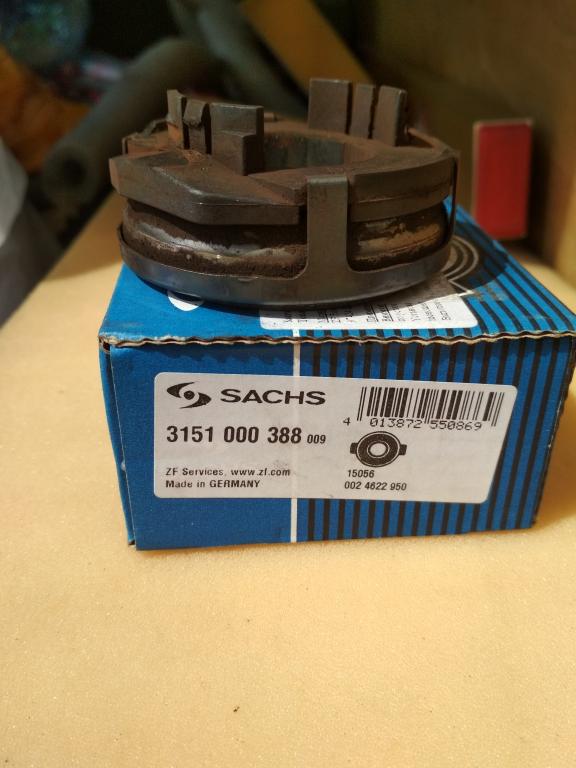 SACHS
3151 000 388 009
4 013872 550869
ZF Services, www.zf.com
Made in GERMANY
15056
002 4622 950